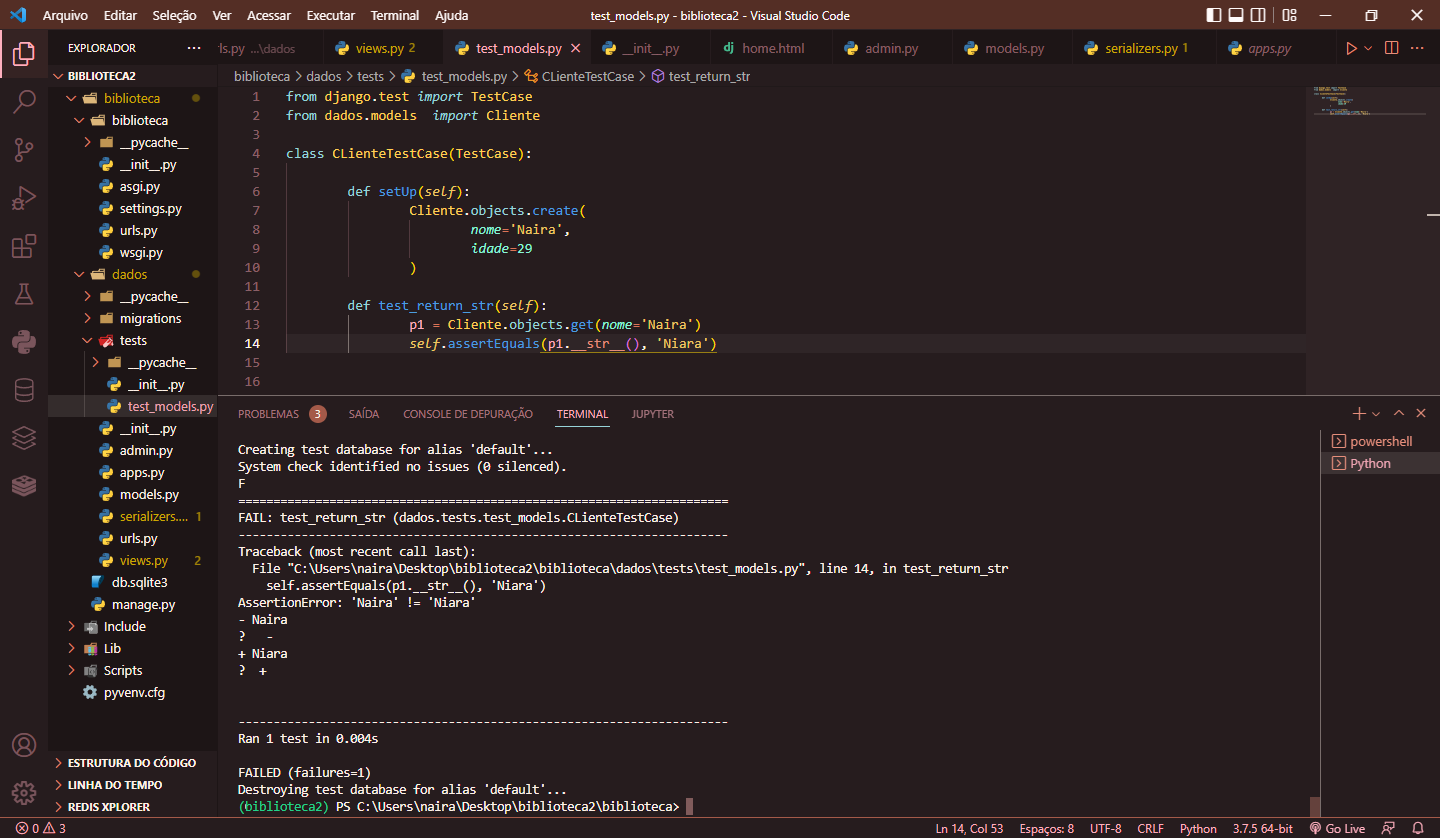 Arquivo Editar Seleção Ver Acessar Executar Terminal Ajuda test_models.py - biblioteca2 - Visual Studio Code
EXPLORADOR ...
ls.py ...\dados views.py 2 test_models.py __init__.py home.html admin.py models.py serializers.py 1 apps.py
BIBLIOTECA2
biblioteca
biblioteca
__pycache__
__init__.py
asgi.py
settings.py
urls.py
wsgi.py
dados
__pycache__
migrations
tests
__pycache__
__init__.py
test_models.py
__init__.py
admin.py
apps.py
models.py
serializers.... 1
urls.py
views.py 2
db.sqlite3
manage.py
Include
Lib
Scripts
pyvenv.cfg
ESTRUTURA DO CÓDIGO
LINHA DO TEMPO
REDIS XPLORER
biblioteca > dados > tests > test_models.py > CLienteTestCase > test_return_str
1 from django.test import TestCase
2 from dados.models  import Cliente
3
4 class CLienteTestCase(TestCase):
5
6 def setUp(self):
7 Cliente.objects.create(
8 nome='Naira',
9 idade=29
10 )
11
12 def test_return_str(self):
13 p1 = Cliente.objects.get(nome='Naira')
14 self.assertEquals(p1.__str__(), 'Niara')
15
16
PROBLEMAS 3 SAÍDA CONSOLE DE DEPURAÇÃO TERMINAL JUPYTER
powershell
Python
Creating test database for alias 'default'...
System check identified no issues (0 silenced).
F
======================================================================
FAIL: test_return_str (dados.tests.test_models.CLienteTestCase)
----------------------------------------------------------------------
Traceback (most recent call last):
File "C:\Users\naira\Desktop\biblioteca2\biblioteca\dados\tests\test_models.py", line 14, in test_return_str
self.assertEquals(p1.__str__(), 'Niara')
AssertionError: 'Naira' != 'Niara'
- Naira
?   -
+ Niara
?  +
----------------------------------------------------------------------
Ran 1 test in 0.004s
FAILED (failures=1)
Destroying test database for alias 'default'...
(biblioteca2) PS C:\Users\naira\Desktop\biblioteca2\biblioteca>
0 3 Ln 14, Col 53 Espaços: 8 UTF-8 CRLF Python 3.7.5 64-bit Go Live